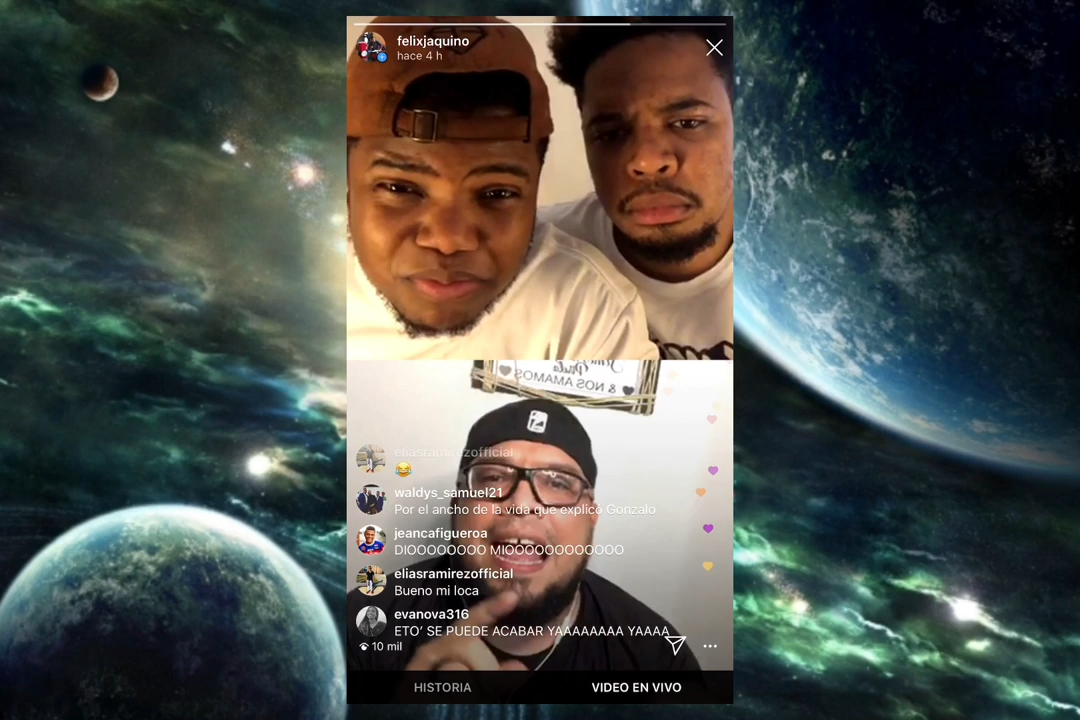 felixjaquino
hace 4 h
& NOS AMAMOS
eliasramirezofficial
😂
waldys_samuel21
Por el ancho de la vida que explicó Gonzalo
jeancafigueroa
DIOOOOOOOO MIOOOOOOOOOOOO
eliasramirezofficial
Bueno mi loca
evanova316
ETO' SE PUEDE ACABAR YAAAAAAAA YAAAA
10 mil
HISTORIA
VIDEO EN VIVO